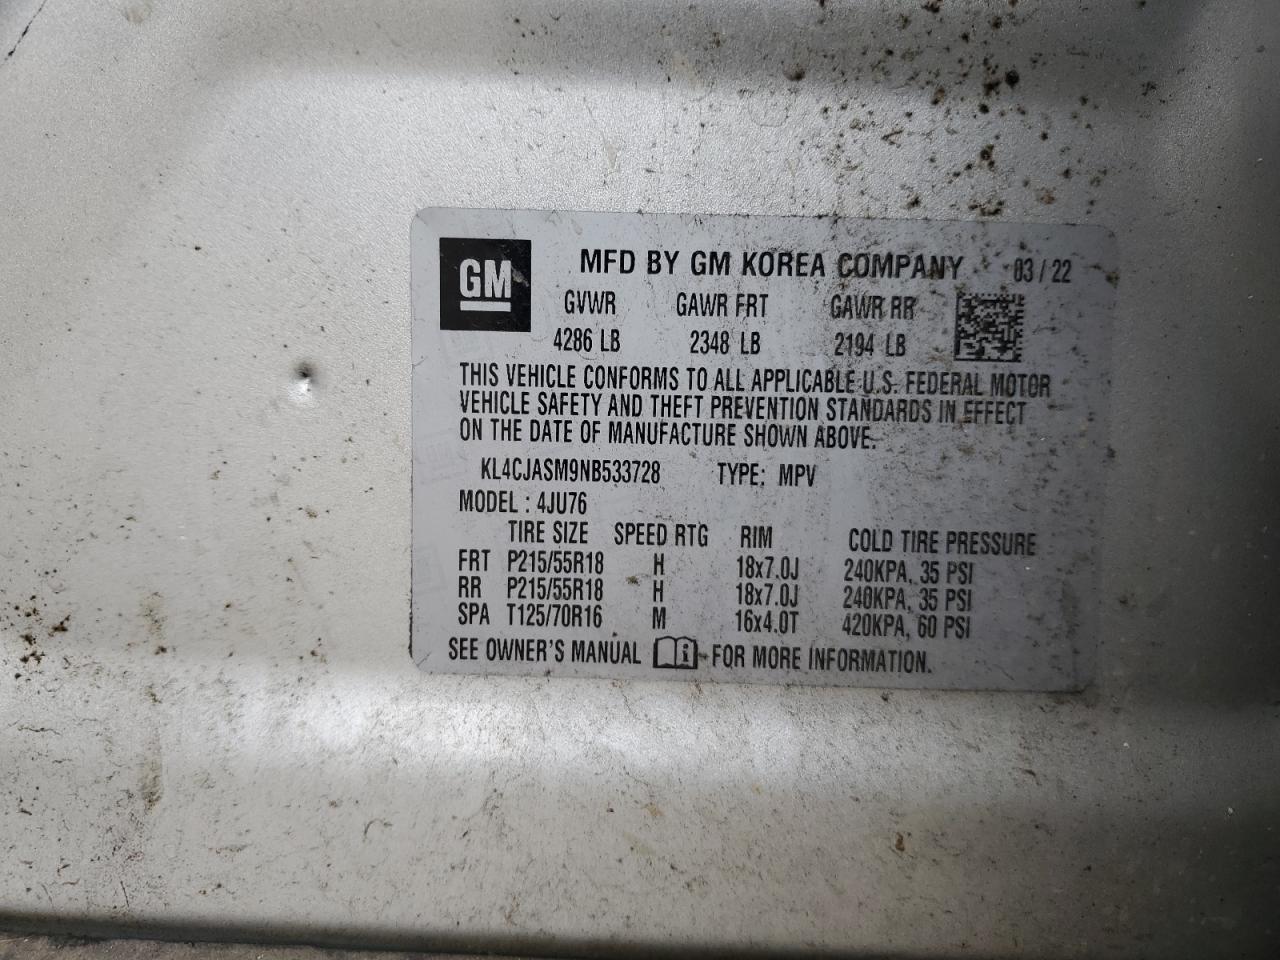 GM
MFD BY GM KOREA COMPANY 03/22
GVWR GAWR FRT GAWR RR
4286 LB 2348 LB 2194 LB
THIS VEHICLE CONFORMS TO ALL APPLICABLE U.S. FEDERAL MOTOR
VEHICLE SAFETY AND THEFT PREVENTION STANDARDS IN EFFECT
ON THE DATE OF MANUFACTURE SHOWN ABOVE.
KL4CJASM9NB533728 TYPE: MPV
MODEL : 4JU76
TIRE SIZE SPEED RTG RIM COLD TIRE PRESSURE
FRT P215/55R18 H 18x7.0J 240KPA, 35 PSI
RR P215/55R18 H 18x7.0J 240KPA, 35 PSI
SPA T125/70R16 M 16x4.0T 420KPA, 60 PSI
SEE OWNER'S MANUAL i FOR MORE INFORMATION.